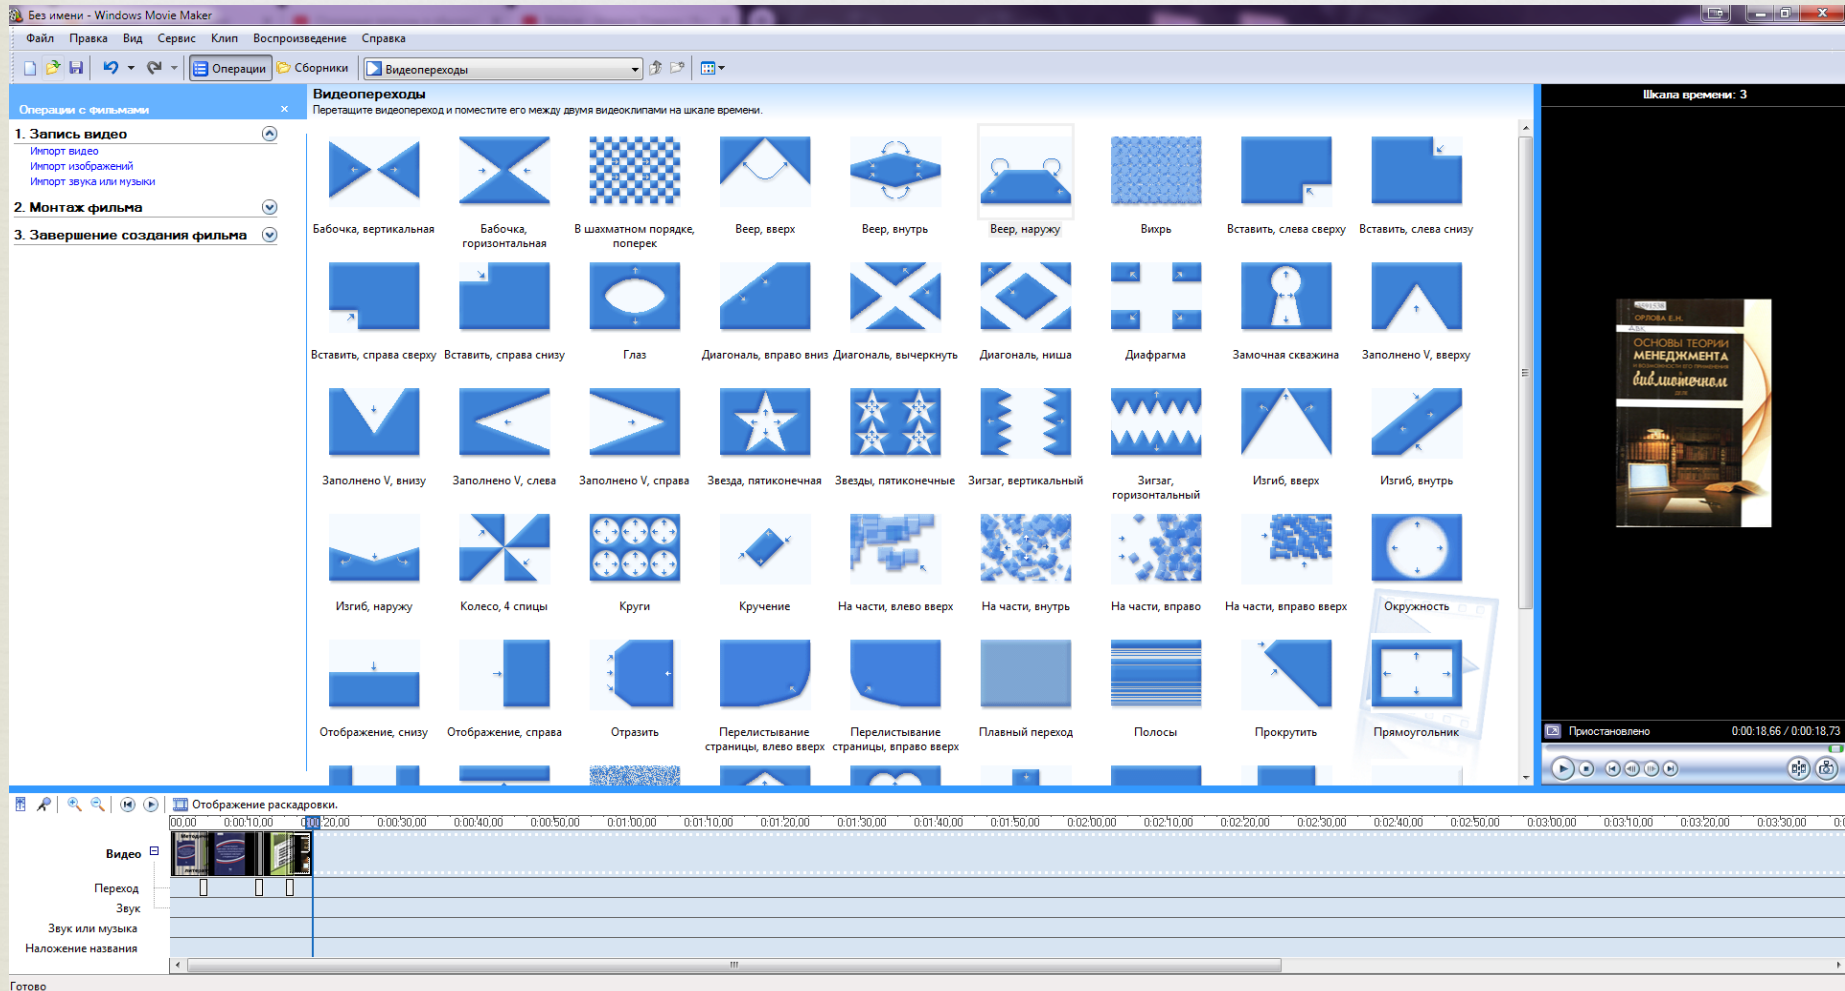 Без имени - Windows Movie Maker
Файл Правка Вид Сервис Клип Воспроизведение Справка
Операции Сборники Видеопереходы
Операции с фильмами
1. Запись видео
Импорт видео
Импорт изображений
Импорт звука или музыки
2. Монтаж фильма
3. Завершение создания фильма
Видеопереходы
Перетащите видеопереход и поместите его между двумя видеоклипами на шкале времени.
Бабочка, вертикальная
Бабочка, горизонтальная
В шахматном порядке, поперек
Веер, вверх
Веер, внутрь
Веер, наружу
Вихрь
Вставить, слева сверху
Вставить, слева снизу
Вставить, справа сверху
Вставить, справа снизу
Глаз
Диагональ, вправо вниз
Диагональ, вычеркнуть
Диагональ, ниша
Диафрагма
Замочная скважина
Заполнено V, вверху
Заполнено V, внизу
Заполнено V, слева
Заполнено V, справа
Звезда, пятиконечная
Звезды, пятиконечные
Зигзаг, вертикальный
Зигзаг, горизонтальный
Изгиб, вверх
Изгиб, внутрь
Изгиб, наружу
Колесо, 4 спицы
Круги
Кручение
На части, влево вверх
На части, внутрь
На части, вправо
На части, вправо вверх
Окружность
Отображение, снизу
Отображение, справа
Отразить
Перелистывание страницы, влево вверх
Перелистывание страницы, вправо вверх
Плавный переход
Полосы
Прокрутить
Прямоугольник
Шкала времени: 3
ОРЛОВА Е.Н.
ОСНОВЫ ТЕОРИИ
МЕНЕДЖМЕНТА
И ВОЗМОЖНОСТИ ЕГО ПРИМЕНЕНИЯ
В
библиотечном
ДЕЛЕ
Приостановлено 0:00:18,66 / 0:00:18,73
Отображение раскадровки.
00,00 0:00:10,00 0:00:20,00 0:00:30,00 0:00:40,00 0:00:50,00 0:01:00,00 0:01:10,00 0:01:20,00 0:01:30,00 0:01:40,00 0:01:50,00 0:02:00,00 0:02:10,00 0:02:20,00 0:02:30,00 0:02:40,00 0:02:50,00 0:03:00,00 0:03:10,00 0:03:20,00 0:03:30,00
Видео
Переход
Звук
Звук или музыка
Наложение названия
Готово